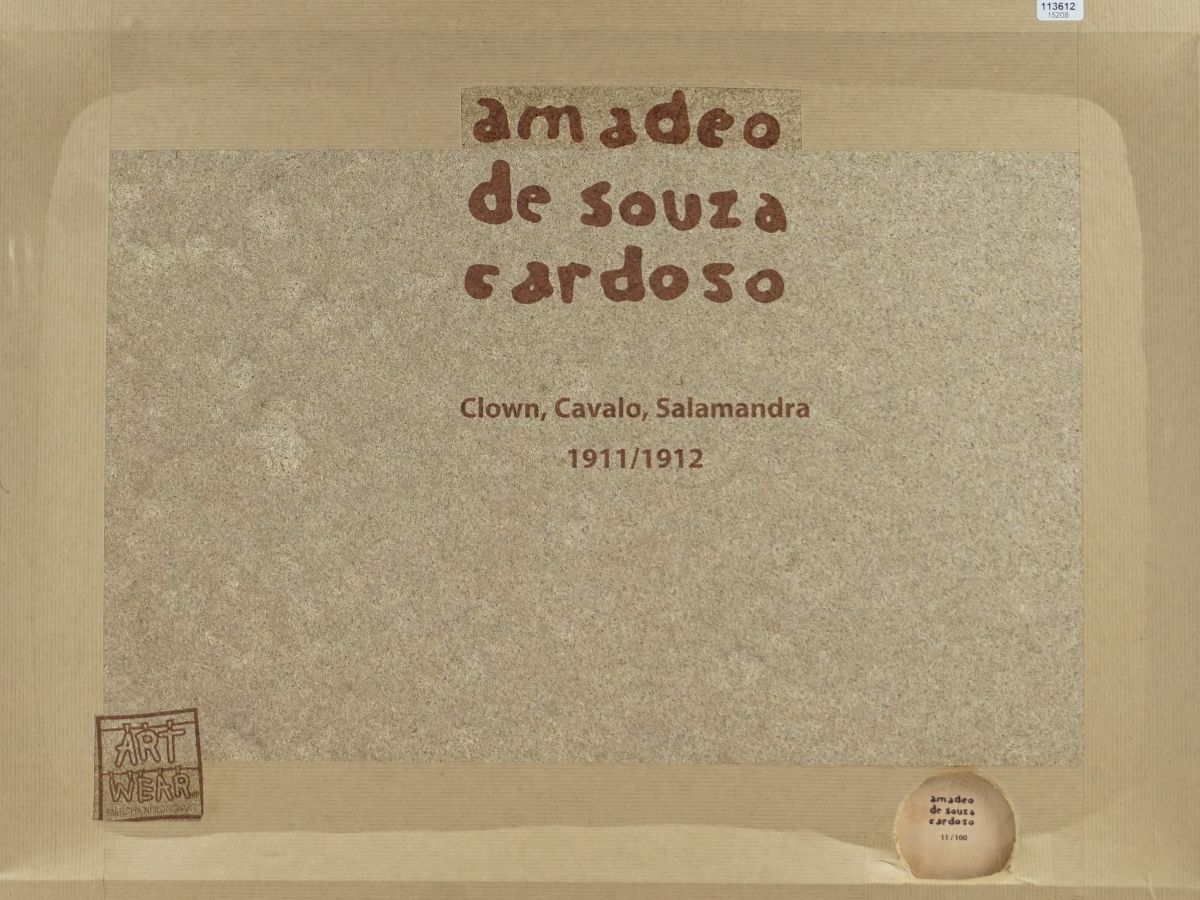 113612
15208
amadeo
de souza
cardoso
Clown, Cavalo, Salamandra
1911/1912
ART
WEAR
amadeo
de souza
cardoso
11/100